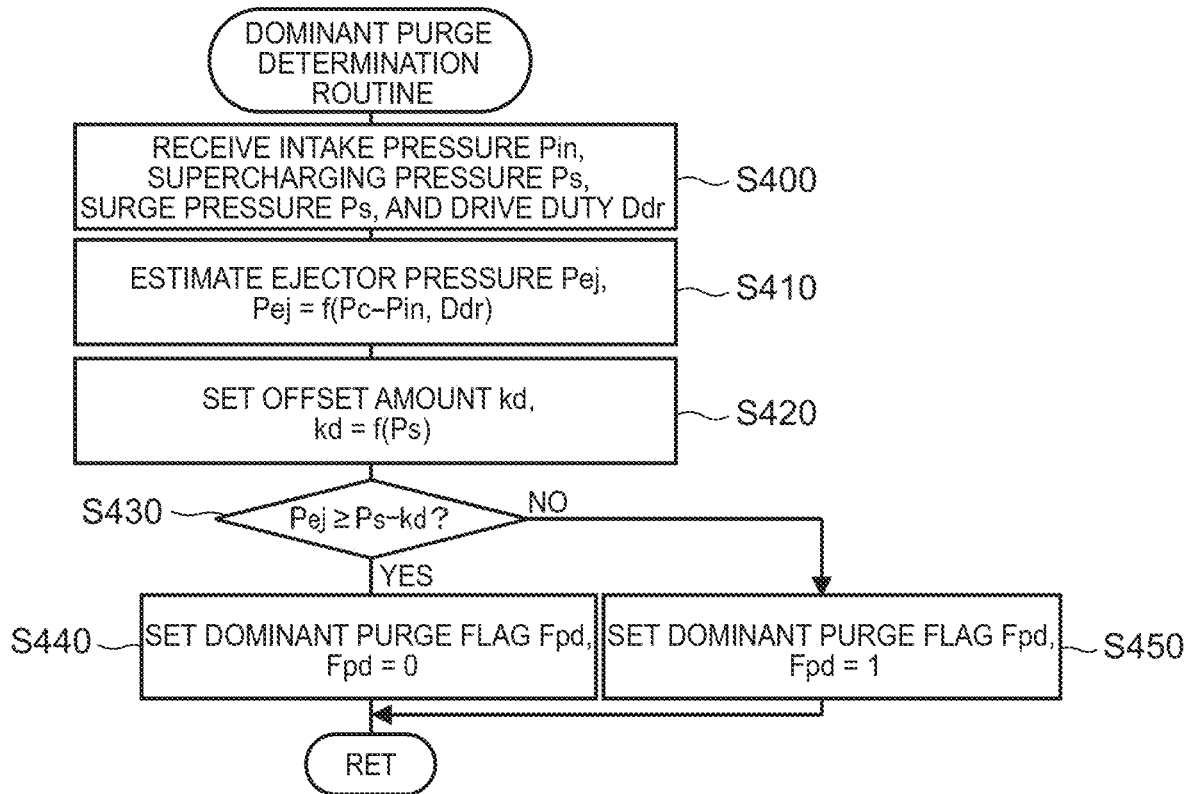 DOMINANT PURGE
DETERMINATION
ROUTINE
RECEIVE INTAKE PRESSURE Pin,
SUPERCHARGING PRESSURE Ps,
SURGE PRESSURE Ps, AND DRIVE DUTY Ddr
S400
ESTIMATE EJECTOR PRESSURE Pej,
Pej = f(Pc-Pin, Ddr)
S410
SET OFFSET AMOUNT kd,
kd = f(Ps)
S420
S430
Pej ≥ Ps-kd ?
NO
YES
S440
SET DOMINANT PURGE FLAG Fpd,
Fpd = 0
SET DOMINANT PURGE FLAG Fpd,
Fpd = 1
S450
RET